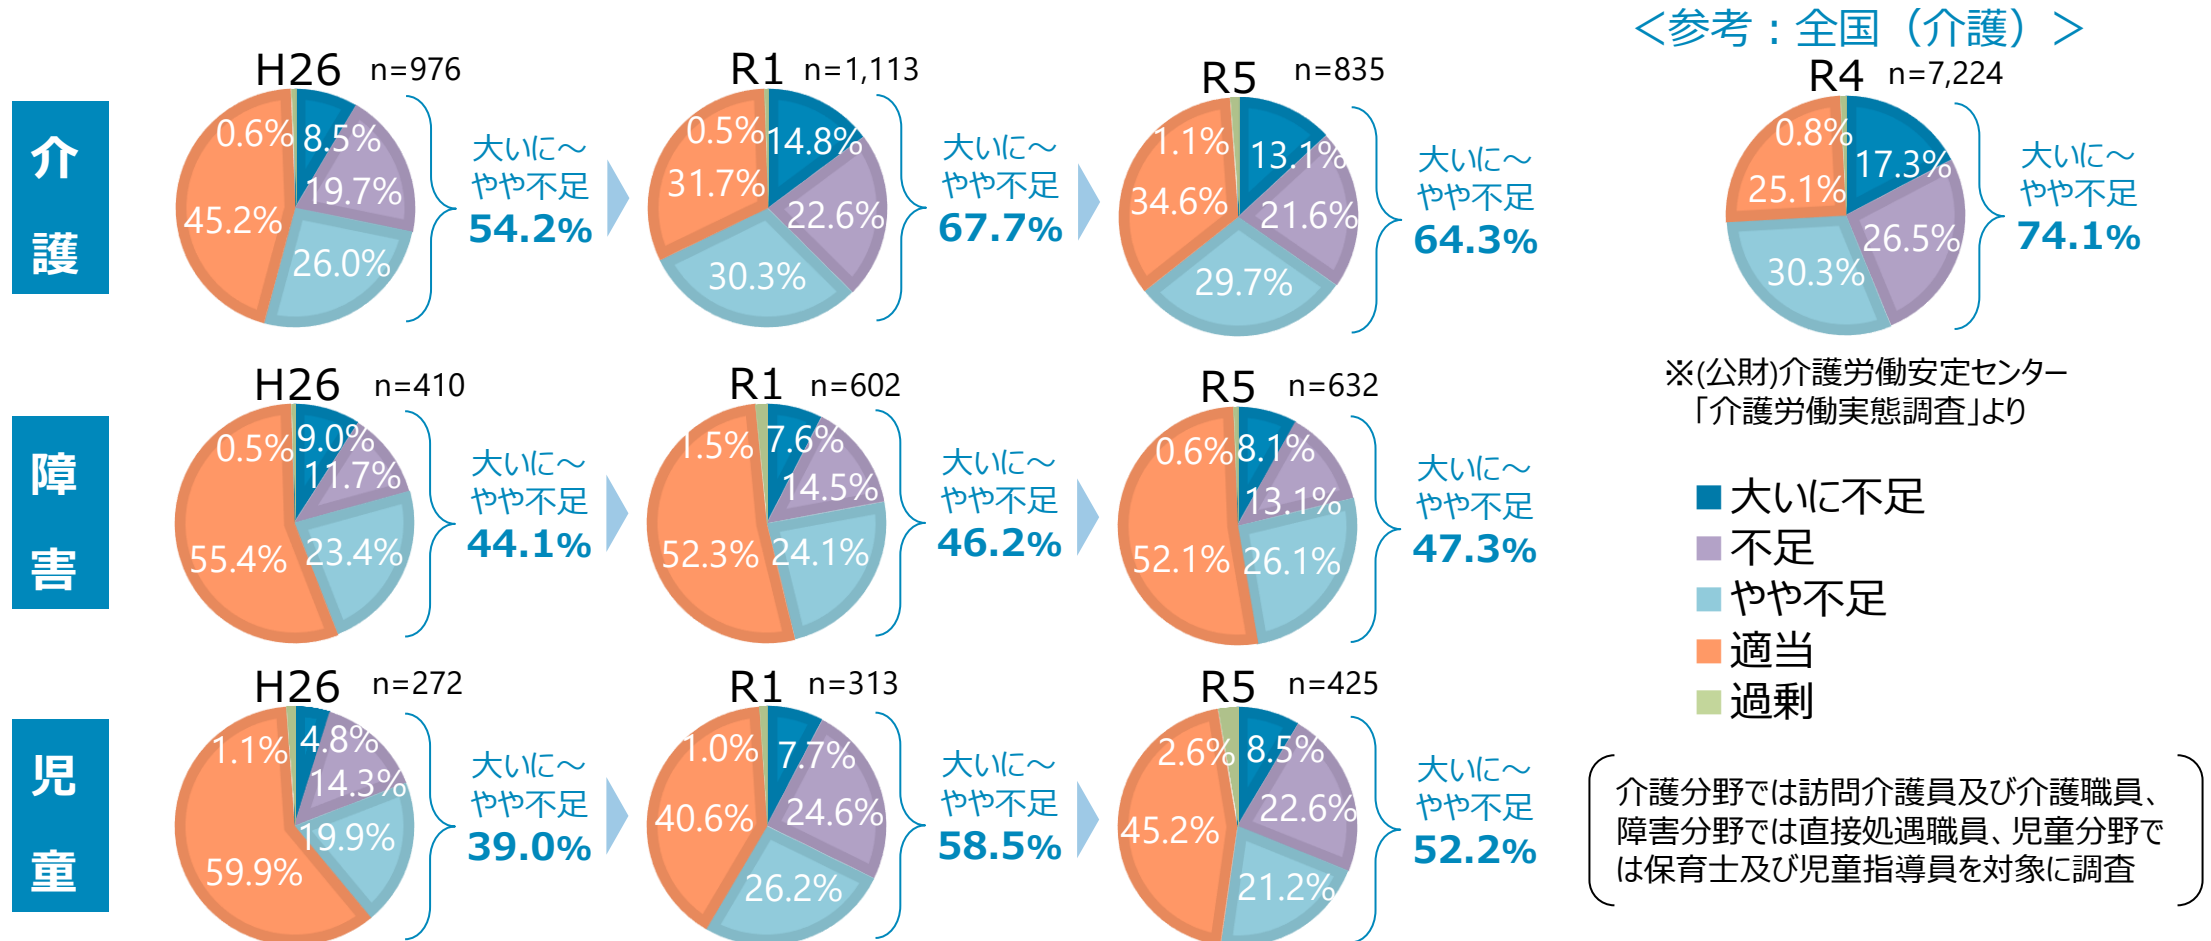 <参考：全国（介護）>
介護
H26 n=976
0.6%
8.5%
19.7%
45.2%
26.0%
大いに～
やや不足
54.2%
R1 n=1,113
0.5%
14.8%
31.7%
22.6%
30.3%
大いに～
やや不足
67.7%
R5 n=835
1.1%
13.1%
34.6%
21.6%
29.7%
大いに～
やや不足
64.3%
R4 n=7,224
0.8%
17.3%
25.1%
26.5%
30.3%
大いに～
やや不足
74.1%
※(公財)介護労働安定センター
「介護労働実態調査」より
障害
H26 n=410
0.5%
9.0%
11.7%
55.4%
23.4%
大いに～
やや不足
44.1%
R1 n=602
1.5%
7.6%
14.5%
52.3%
24.1%
大いに～
やや不足
46.2%
R5 n=632
0.6%
8.1%
13.1%
52.1%
26.1%
大いに～
やや不足
47.3%
大いに不足
不足
やや不足
適当
過剰
児童
H26 n=272
1.1%
4.8%
14.3%
19.9%
59.9%
大いに～
やや不足
39.0%
R1 n=313
1.0%
7.7%
40.6%
24.6%
26.2%
大いに～
やや不足
58.5%
R5 n=425
2.6%
8.5%
45.2%
22.6%
21.2%
大いに～
やや不足
52.2%
介護分野では訪問介護員及び介護職員、
障害分野では直接処遇職員、児童分野で
は保育士及び児童指導員を対象に調査